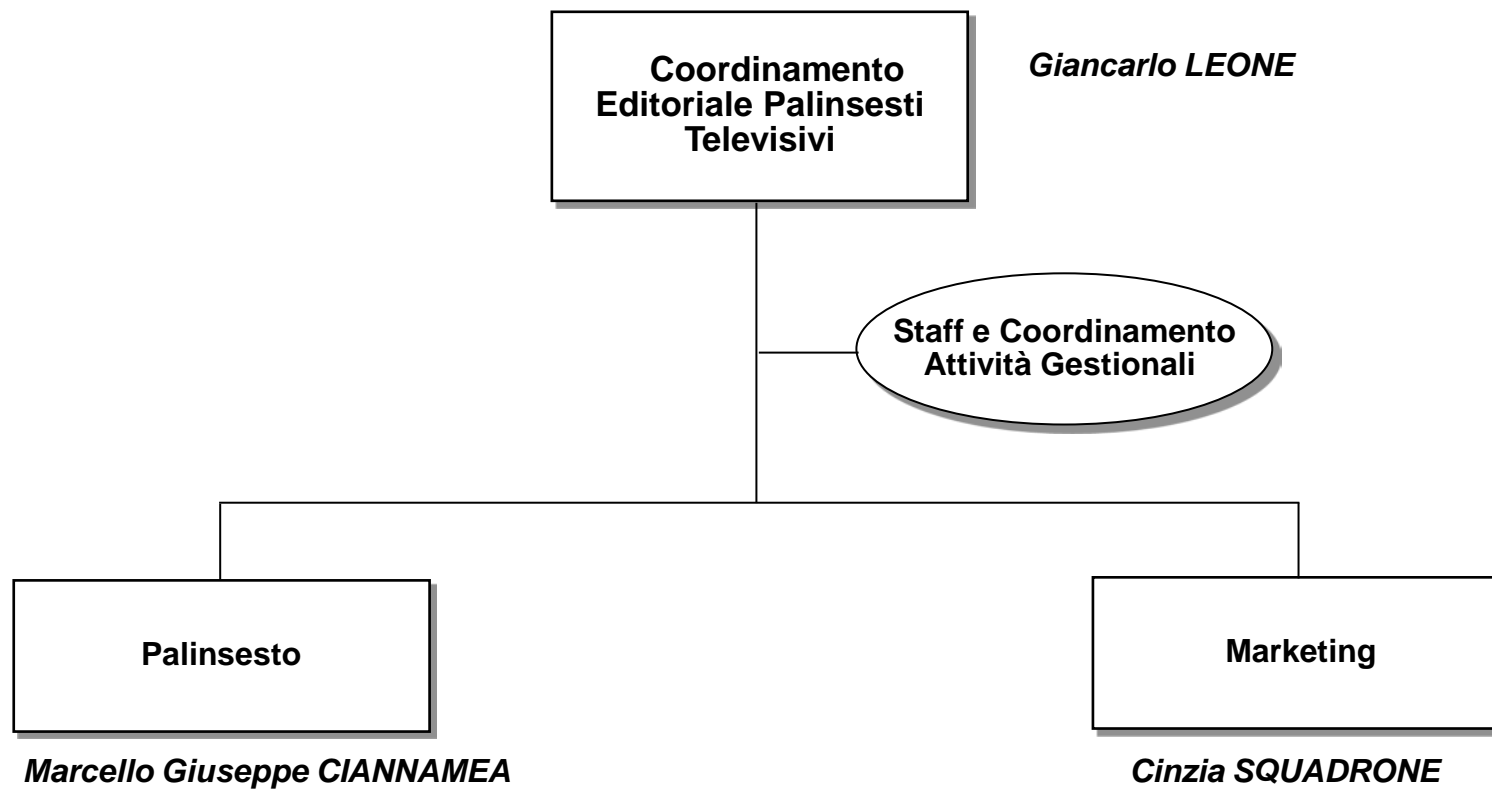 Coordinamento
Editoriale Palinsesti
Televisivi
Giancarlo LEONE
Staff e Coordinamento
Attività Gestionali
Palinsesto
Marketing
Marcello Giuseppe CIANNAMEA
Cinzia SQUADRONE